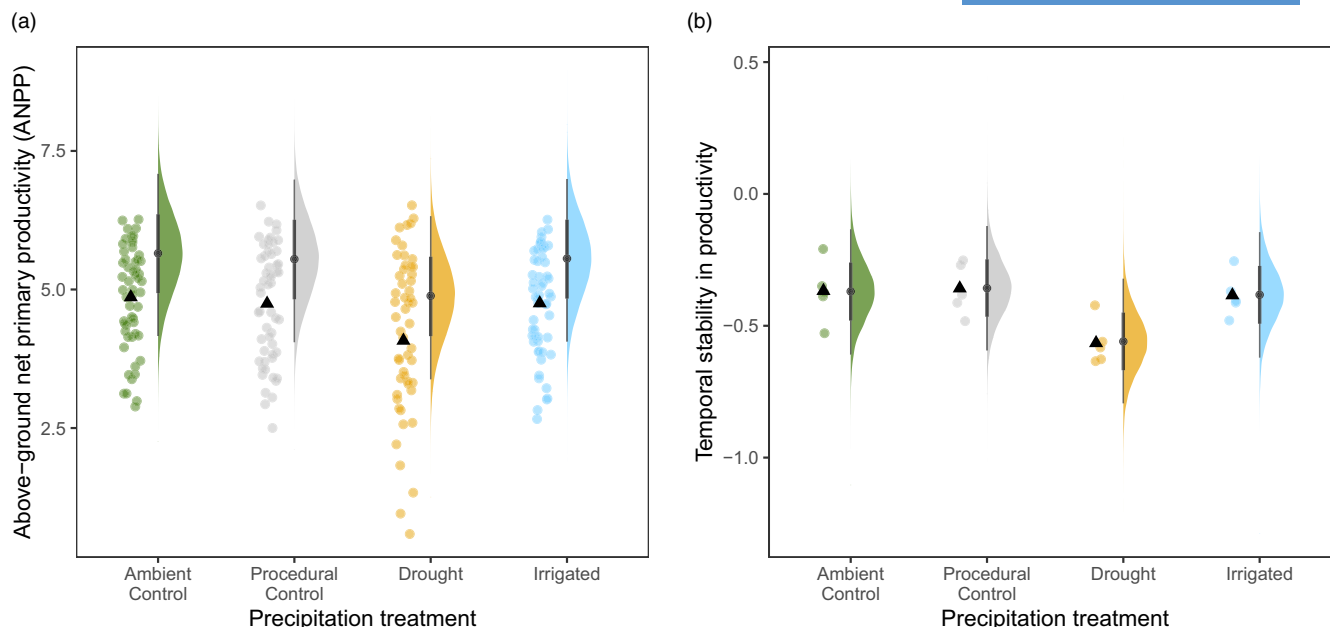 (a)
Above−ground net primary productivity (ANPP)
7.5
5.0
2.5
Ambient
Control
Procedural
Control
Drought
Irrigated
Precipitation treatment
(b)
Temporal stability in productivity
0.5
0.0
−0.5
−1.0
Ambient
Control
Procedural
Control
Drought
Irrigated
Precipitation treatment